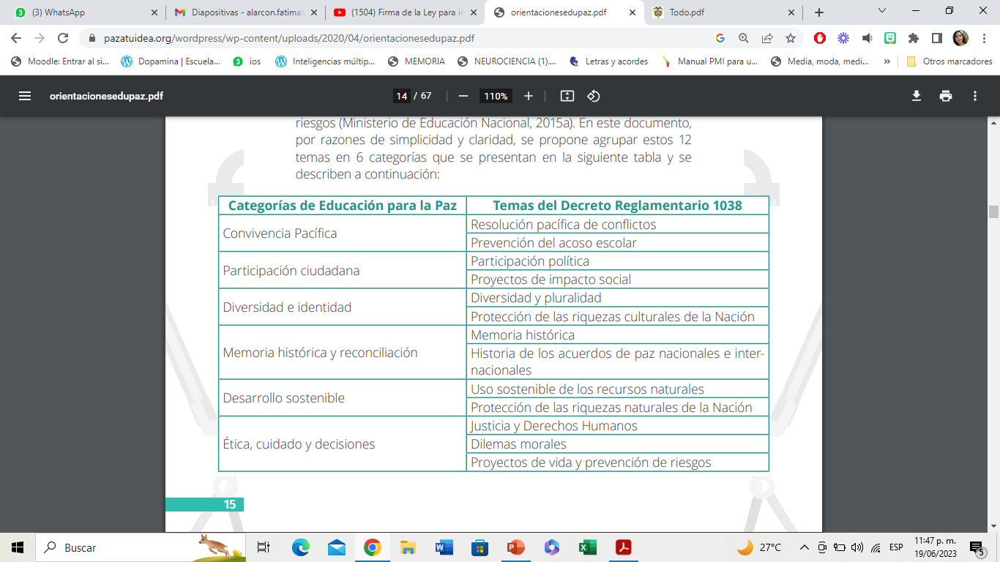 (3) WhatsApp
Diapositivas - alarcon.fatima
(1504) Firma de la Ley para in
orientacionesedupaz.pdf
Todo.pdf
pazatuidea.org/wordpress/wp-content/uploads/2020/04/orientacionesedupaz.pdf
Moodle: Entrar al si...
Dopamina | Escuela...
3 ios
Inteligencias múltip...
MEMORIA
NEUROCIENCIA (1)....
Letras y acordes
Manual PMI para u...
Media, moda, medi...
»
Otros marcadores
orientacionesedupaz.pdf
14 / 67
110%
riesgos (Ministerio de Educación Nacional, 2015a). En este documento,
por razones de simplicidad y claridad, se propone agrupar estos 12
temas en 6 categorías que se presentan en la siguiente tabla y se
describen a continuación:
Categorías de Educación para la Paz
Temas del Decreto Reglamentario 1038
Convivencia Pacífica
Resolución pacífica de conflictos
Prevención del acoso escolar
Participación ciudadana
Participación política
Proyectos de impacto social
Diversidad e identidad
Diversidad y pluralidad
Protección de las riquezas culturales de la Nación
Memoria histórica y reconciliación
Memoria histórica
Historia de los acuerdos de paz nacionales e inter-
nacionales
Desarrollo sostenible
Uso sostenible de los recursos naturales
Protección de las riquezas naturales de la Nación
Ética, cuidado y decisiones
Justicia y Derechos Humanos
Dilemas morales
Proyectos de vida y prevención de riesgos
15
Buscar
27°C
ESP
11:47 p. m.
19/06/2023
5